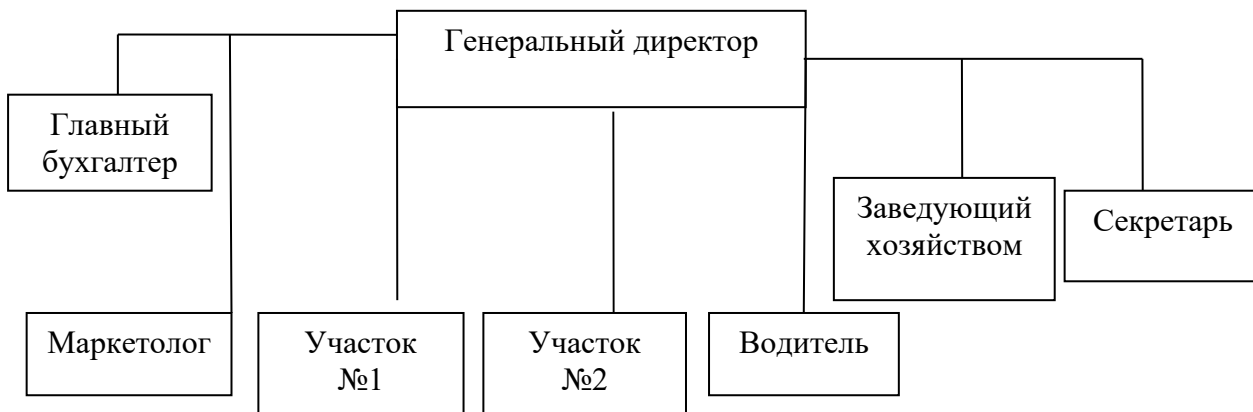 Генеральный директор
Главный
бухгалтер
Заведующий
хозяйством
Секретарь
Маркетолог
Участок
№1
Участок
№2
Водитель